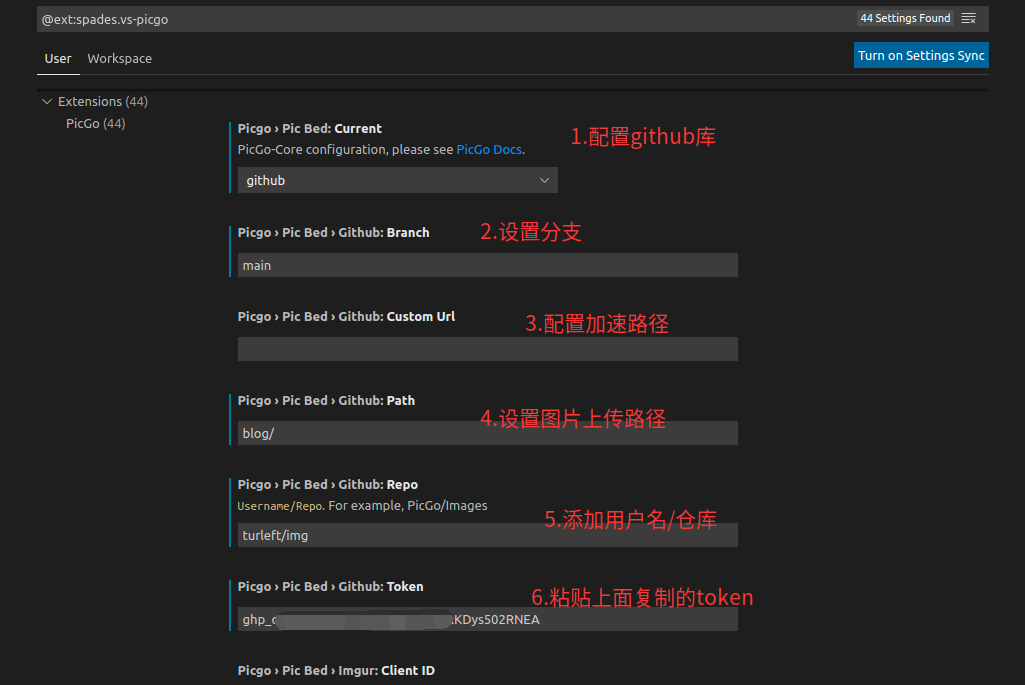 @ext:spades.vs-picgo
44 Settings Found
User Workspace
Turn on Settings Sync
Extensions (44)
PicGo (44)
Picgo › Pic Bed: Current
1.配置github库
PicGo-Core configuration, please see PicGo Docs.
github
Picgo › Pic Bed › Github: Branch
2.设置分支
main
Picgo › Pic Bed › Github: Custom Url
3.配置加速路径
Picgo › Pic Bed › Github: Path
4.设置图片上传路径
blog/
Picgo › Pic Bed › Github: Repo
Username/Repo. For example, PicGo/Images
5.添加用户名/仓库
turleft/img
Picgo › Pic Bed › Github: Token
6.粘贴上面复制的token
ghp_ KDys502RNEA
Picgo › Pic Bed › Imgur: Client ID